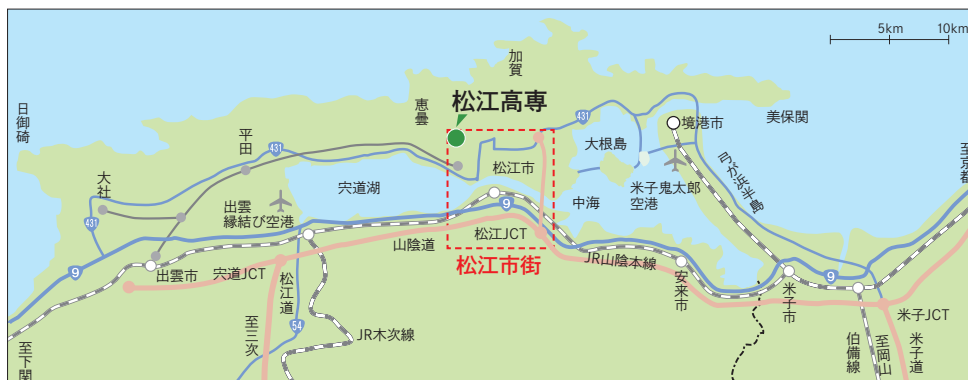 5km
10km
加賀
日御碕
恵曇
松江高専
431
境港市
美保関
平田
431
大根島
松江市
至京都
大社
宍道湖
弓が浜半島
出雲
縁結び空港
中海
米子鬼太郎
空港
431
9
山陰道
松江JCT
9
出雲市
宍道JCT
松江道
松江市街
JR山陰本線
安来市
9
米子市
54
米子JCT
至下関
至三次
JR木次線
伯備線
至岡山
米子道